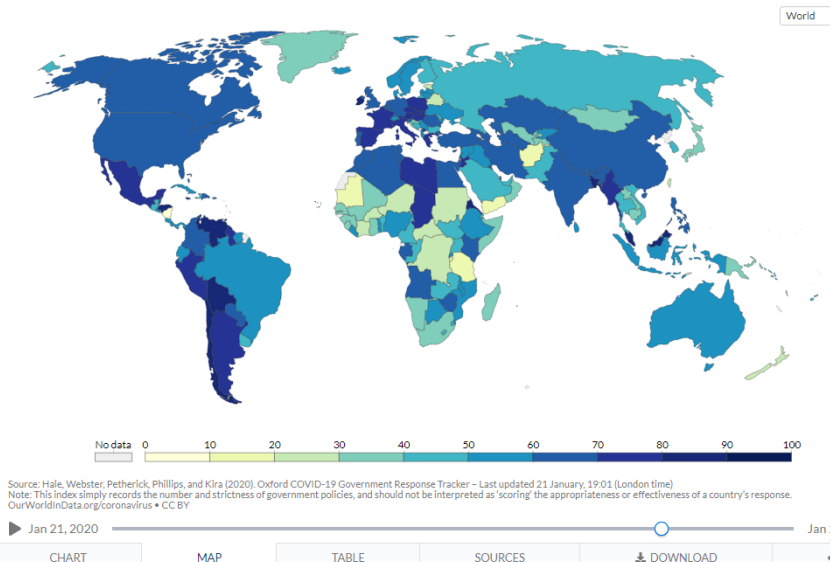 World
No data 0 10 20 30 40 50 60 70 80 90 100
Source: Hale, Webster, Petherick, Phillips, and Kira (2020). Oxford COVID-19 Government Response Tracker – Last updated 21 January, 19:01 (London time)
Note: This index simply records the number and strictness of government policies, and should not be interpreted as 'scoring' the appropriateness or effectiveness of a country's response.
OurWorldInData.org/coronavirus • CC BY
Jan 21, 2020 Jan
CHART MAP TABLE SOURCES DOWNLOAD